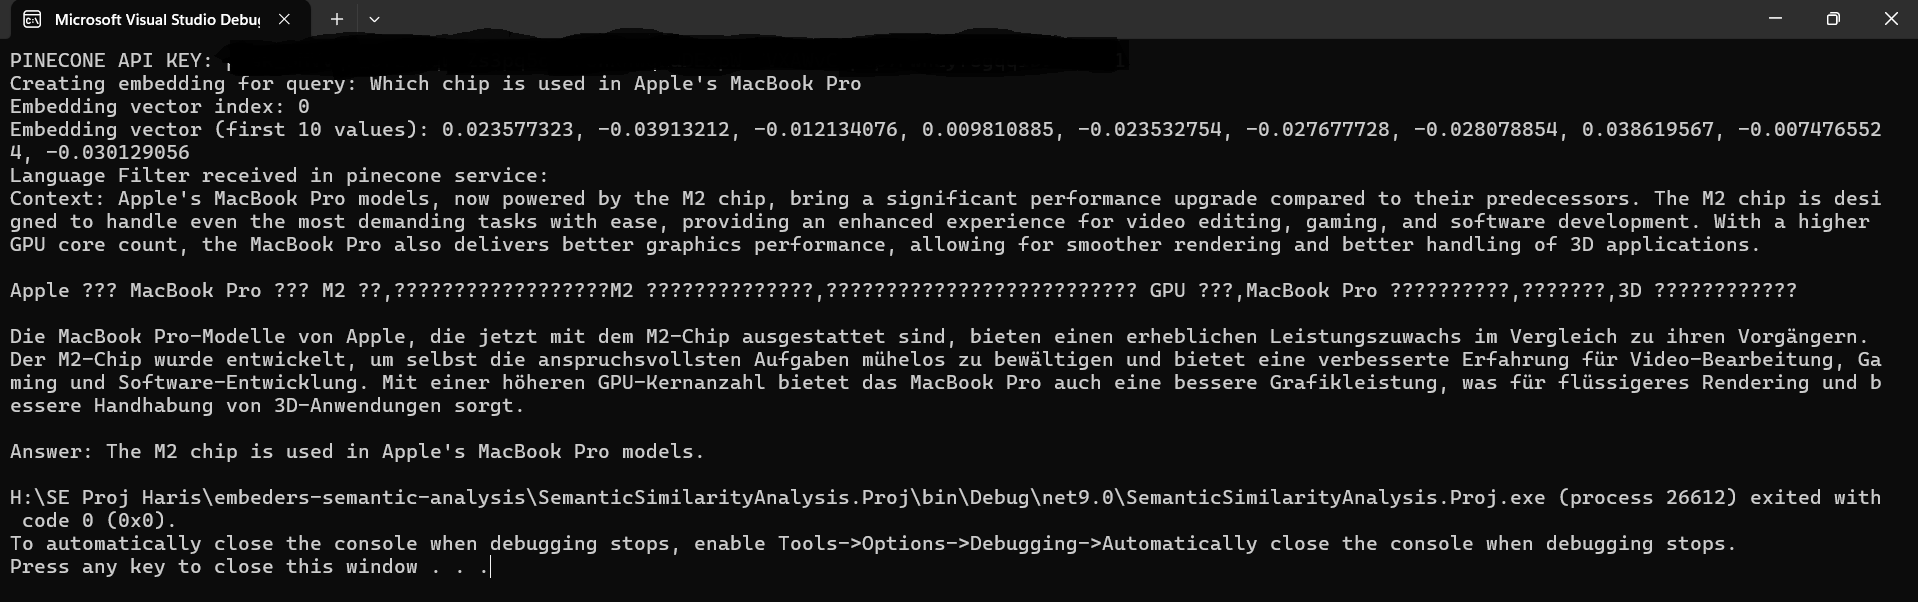 Microsoft Visual Studio Debug
PINECONE API KEY:
Creating embedding for query: Which chip is used in Apple's MacBook Pro
Embedding vector index: 0
Embedding vector (first 10 values): 0.023577323, -0.03913212, -0.012134076, 0.009810885, -0.023532754, -0.027677728, -0.028078854, 0.038619567, -0.007476552
4, -0.030129056
Language Filter received in pinecone service:
Context: Apple's MacBook Pro models, now powered by the M2 chip, bring a significant performance upgrade compared to their predecessors. The M2 chip is desi
gned to handle even the most demanding tasks with ease, providing an enhanced experience for video editing, gaming, and software development. With a higher
GPU core count, the MacBook Pro also delivers better graphics performance, allowing for smoother rendering and better handling of 3D applications.
Apple ??? MacBook Pro ??? M2 ??,??????????????????M2 ??????????????,?????????????????????????? GPU ???,MacBook Pro ??????????,???????,3D ????????????
Die MacBook Pro-Modelle von Apple, die jetzt mit dem M2-Chip ausgestattet sind, bieten einen erheblichen Leistungszuwachs im Vergleich zu ihren Vorgängern.
Der M2-Chip wurde entwickelt, um selbst die anspruchsvollsten Aufgaben mühelos zu bewältigen und bietet eine verbesserte Erfahrung für Video-Bearbeitung, Ga
ming und Software-Entwicklung. Mit einer höheren GPU-Kernanzahl bietet das MacBook Pro auch eine bessere Grafikleistung, was für flüssigeres Rendering und b
essere Handhabung von 3D-Anwendungen sorgt.
Answer: The M2 chip is used in Apple's MacBook Pro models.
H:\SE Proj Haris\embeders-semantic-analysis\SemanticSimilarityAnalysis.Proj\bin\Debug\net9.0\SemanticSimilarityAnalysis.Proj.exe (process 26612) exited with
code 0 (0x0).
To automatically close the console when debugging stops, enable Tools->Options->Debugging->Automatically close the console when debugging stops.
Press any key to close this window . . .